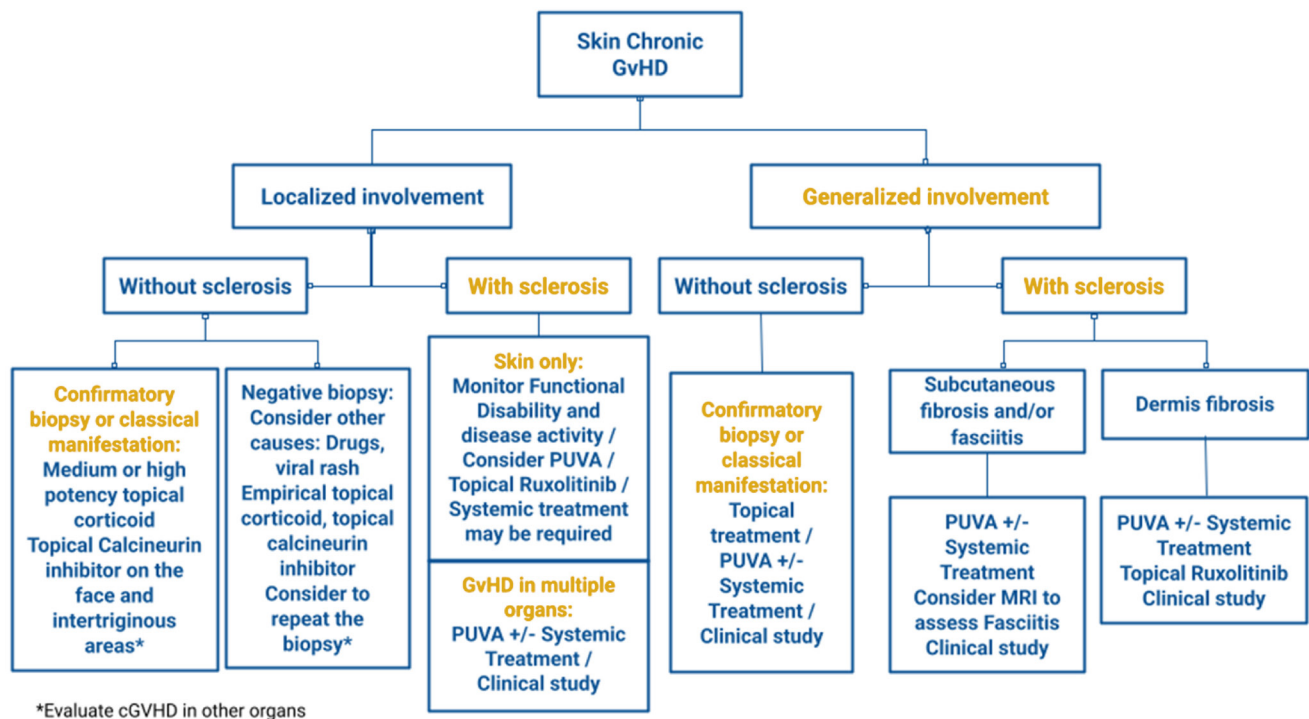 Skin Chronic
GvHD
Localized involvement
Generalized involvement
Without sclerosis
With sclerosis
Without sclerosis
With sclerosis
Confirmatory
biopsy or classical
manifestation:
Medium or high
potency topical
corticoid
Topical Calcineurin
inhibitor on the
face and
intertriginous
areas*
Negative biopsy:
Consider other
causes: Drugs,
viral rash
Empirical topical
corticoid, topical
calcineurin
inhibitor
Consider to
repeat the
biopsy*
Skin only:
Monitor Functional
Disability and
disease activity /
Consider PUVA /
Topical Ruxolitinib /
Systemic treatment
may be required
GvHD in multiple
organs:
PUVA +/- Systemic
Treatment /
Clinical study
Confirmatory
biopsy or
classical
manifestation:
Topical
treatment /
PUVA +/-
Systemic
Treatment /
Clinical study
Subcutaneous
fibrosis and/or
fasciitis
PUVA +/-
Systemic
Treatment
Consider MRI to
assess Fasciitis
Clinical study
Dermis fibrosis
PUVA +/- Systemic
Treatment
Topical Ruxolitinib
Clinical study
*Evaluate cGVHD in other organs